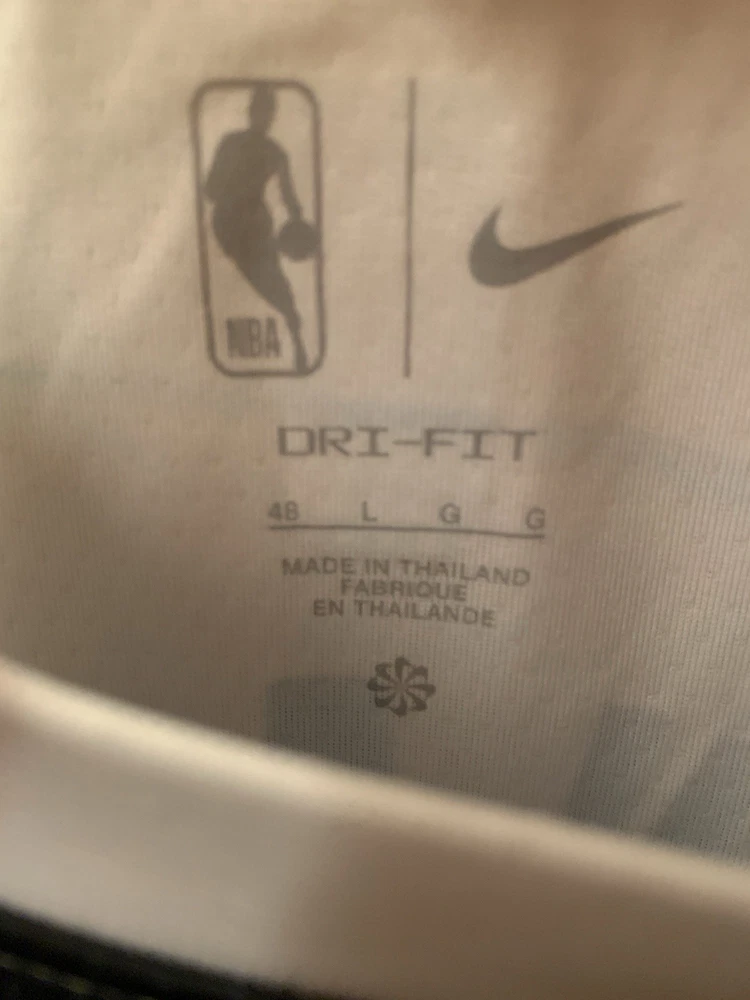 NBA
DRI-FIT
48 L G G
MADE IN THAILAND
FABRIQUE
EN THAILANDE